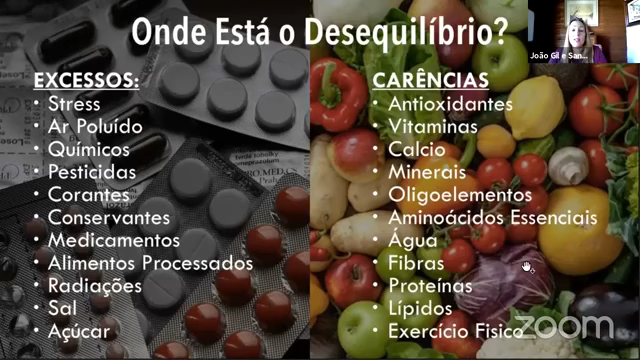 Onde Está o Desequilíbrio?
João Gil e San...
EXCESSOS:
• Stress
• Ar Poluído
• Químicos
• Pesticidas
• Corantes
• Conservantes
• Medicamentos
• Alimentos Processados
• Radiações
• Sal
• Açúcar
CARÊNCIAS
• Antioxidantes
• Vitaminas
• Calcio
• Minerais
• Oligoelementos
• Aminoácidos Essenciais
• Água
• Fibras
• Proteínas
• Lípidos
• Exercício Fisico
zoom